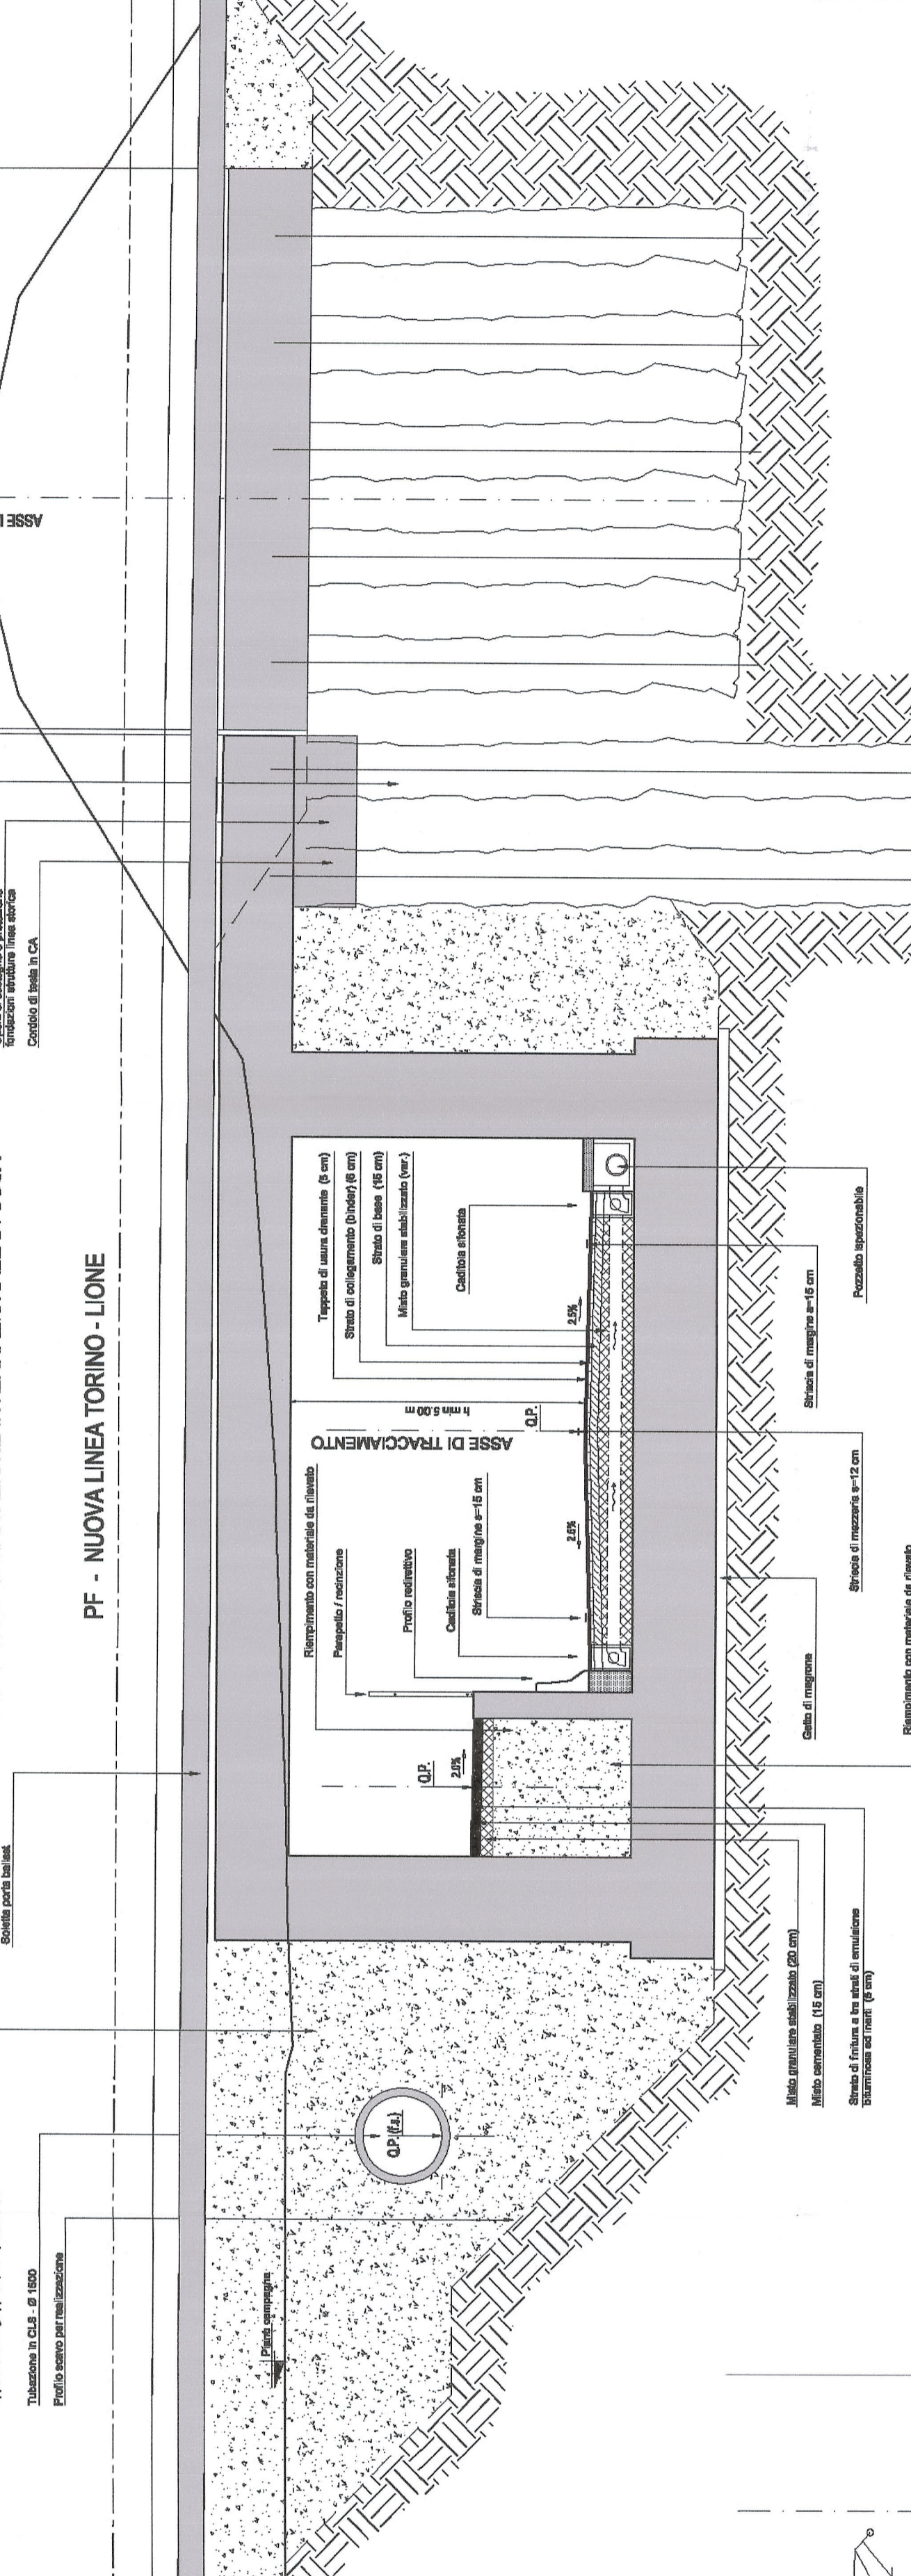 Tubazione in CLS - Ø 1500
Profilo scavo per realizzazione
Soletta porta ballast
PF - NUOVA LINEA TORINO - LIONE
fondazioni strutture linea storica
Cordolo di testa in CA
ASSE
Piano campagna
Q.P. (f.s.)
Riempimento con materiale da rilevato
Parapetto / recinzione
Profilo redirettivo
Caditoia sifonata
Striscia di margine s=15 cm
Q.P.
2.0%
2.5%
ASSE DI TRACCIAMENTO
h min 5.00 m
Q.P.
2.5%
Tappeto di usura drenante (5 cm)
Strato di collegamento (binder) (6 cm)
Strato di base (15 cm)
Misto granulare stabilizzato (var.)
Caditoia sifonata
Misto granulare stabilizzato (20 cm)
Misto cementato (15 cm)
Strato di finitura a tre strati di emulsione
bituminosa ed inerti (5 cm)
Getto di magrone
Riempimento con materiale da rilevato
Striscia di mezzeria s=12 cm
Striscia di margine s=15 cm
Pozzetto ispezionabile